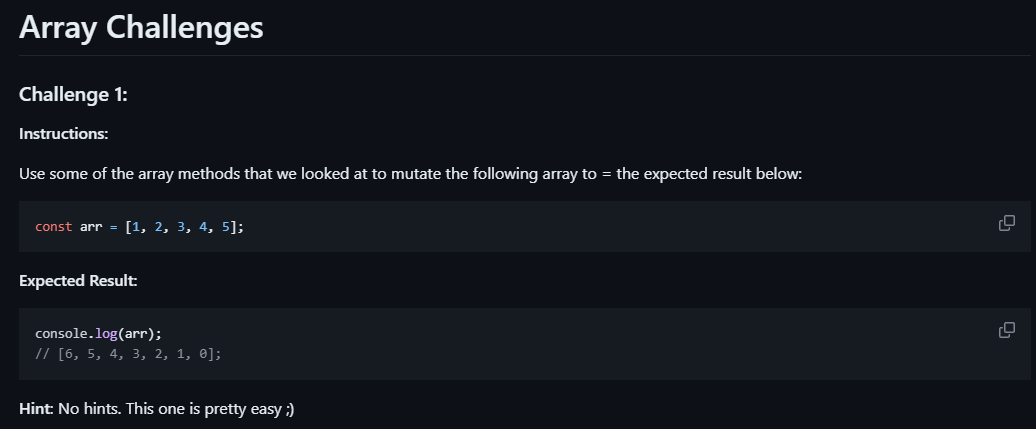 Array Challenges
Challenge 1:
Instructions:
Use some of the array methods that we looked at to mutate the following array to = the expected result below:
const arr = [1, 2, 3, 4, 5];
Expected Result:
console.log(arr);
// [6, 5, 4, 3, 2, 1, 0];
Hint: No hints. This one is pretty easy ;)